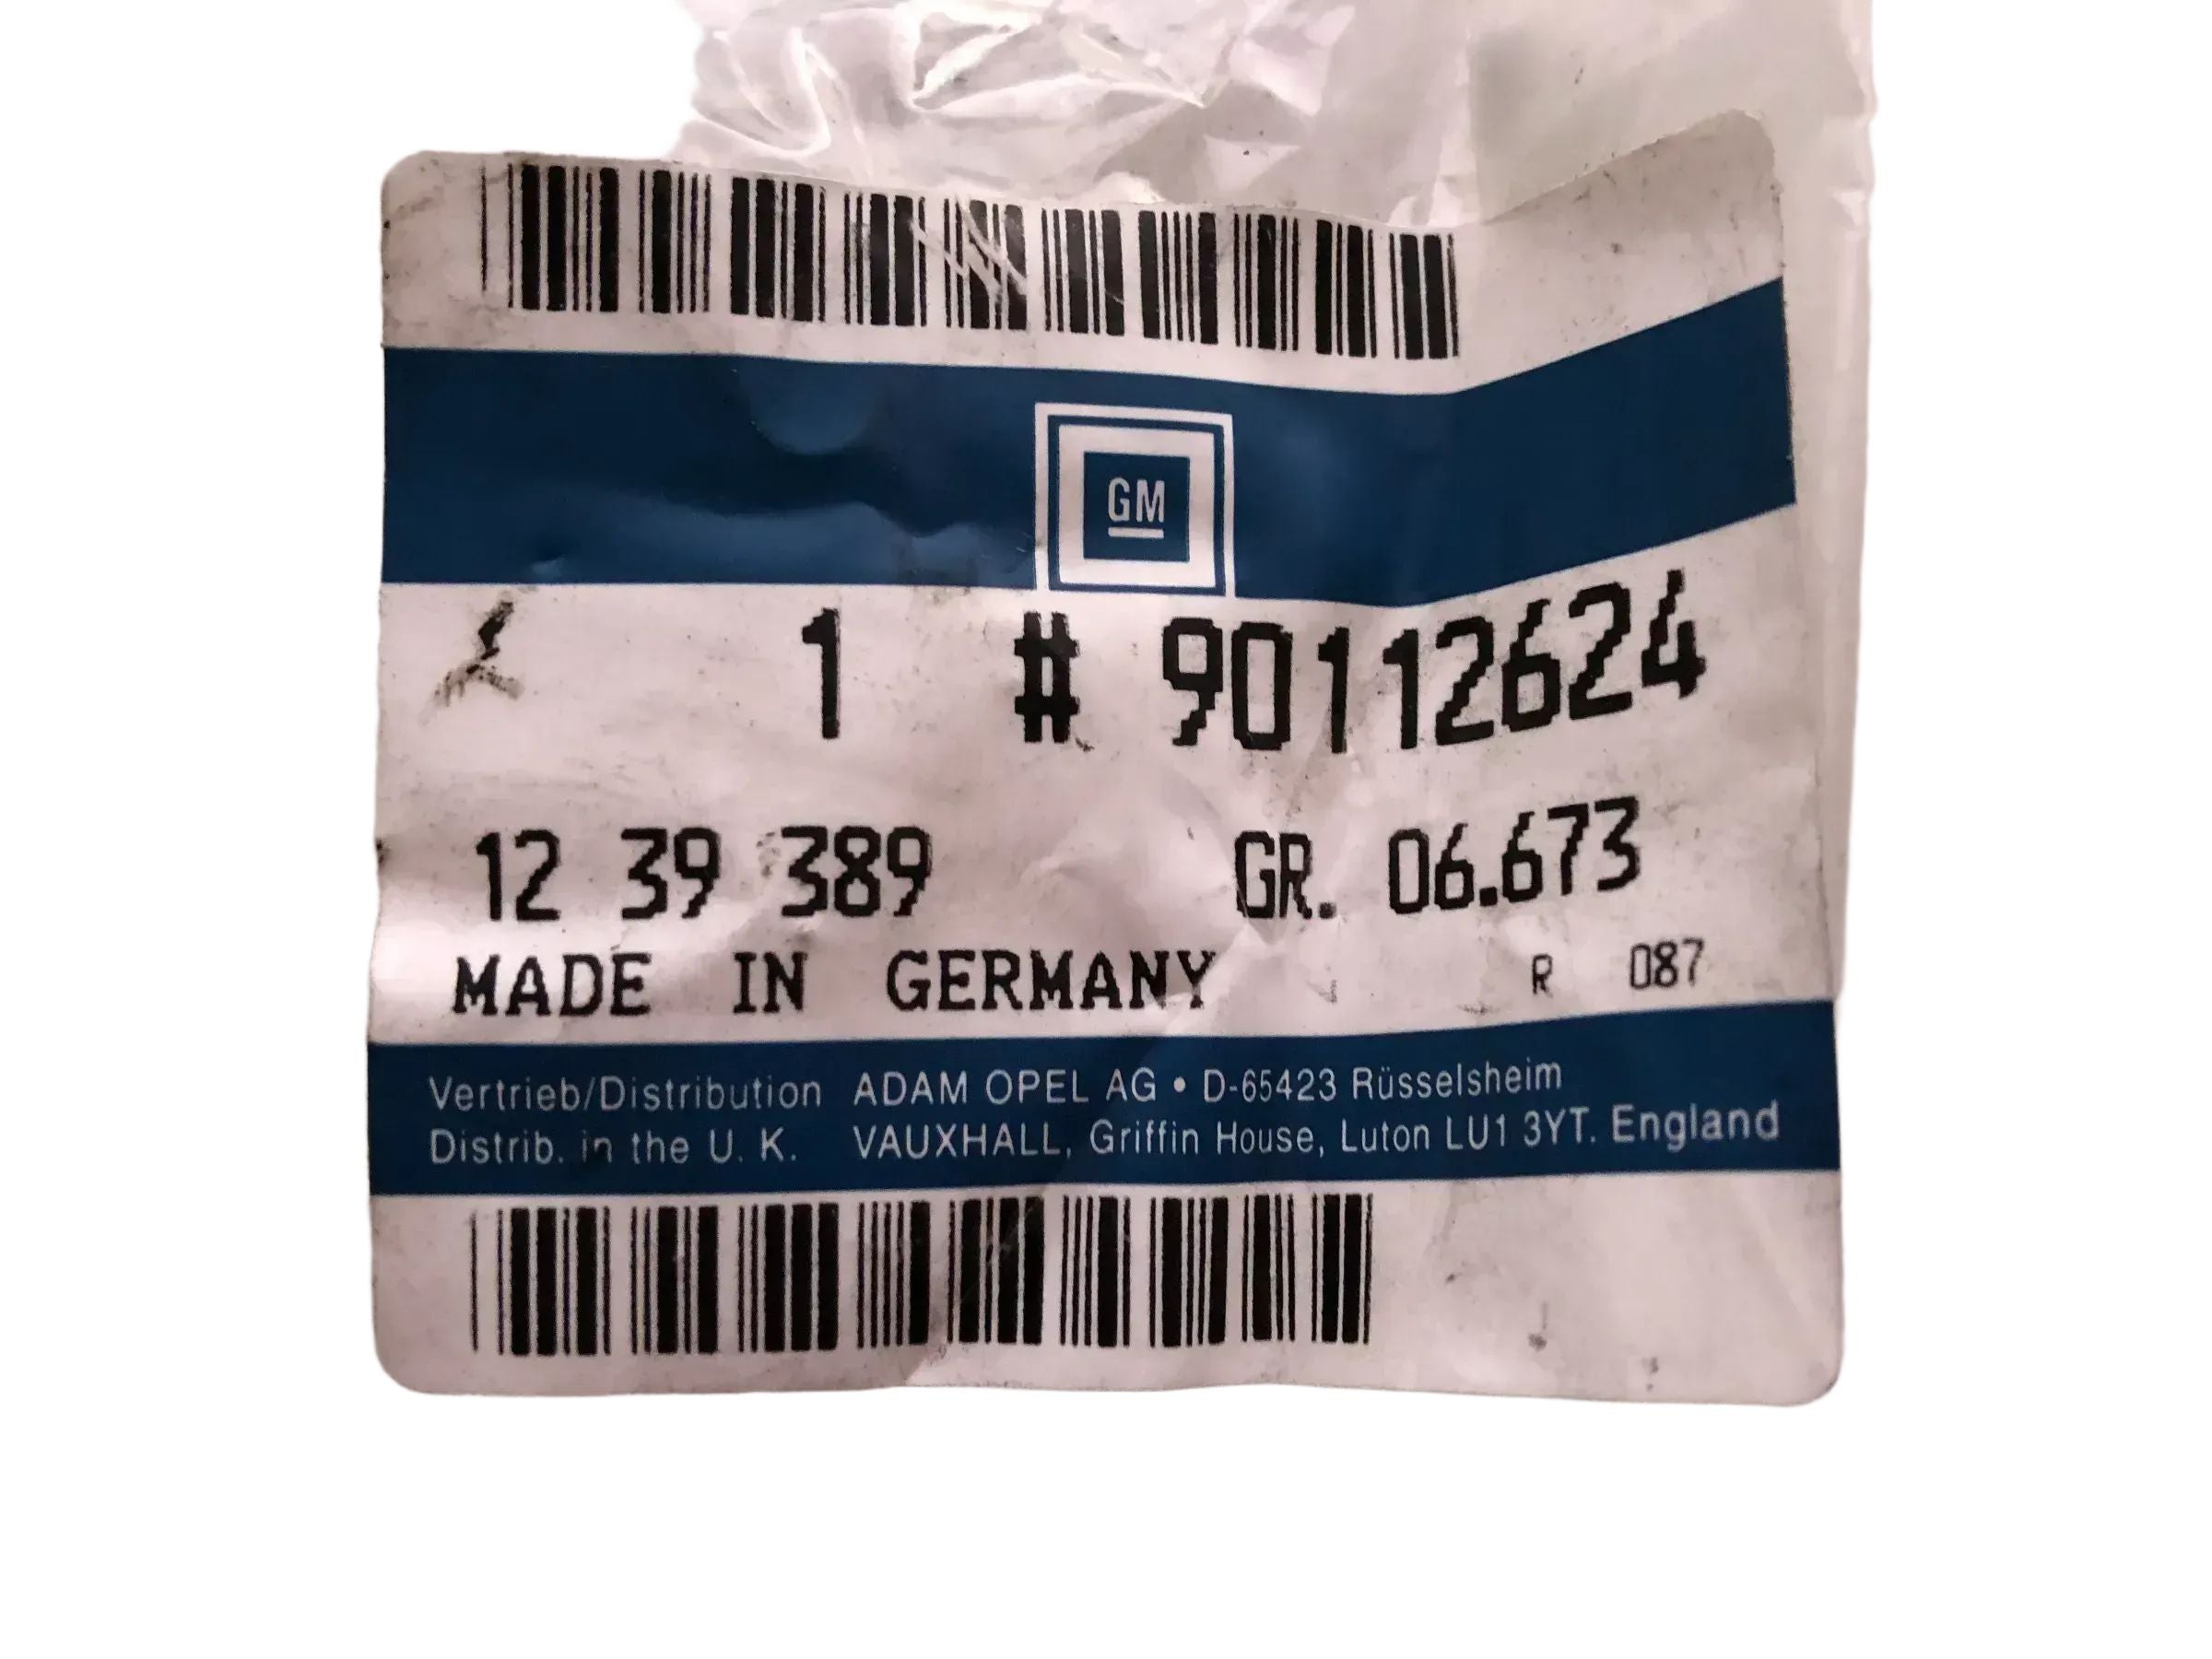 GM
1 # 90112624
12 39 389 GR. 06.673
MADE IN GERMANY R 087
Vertrieb/Distribution ADAM OPEL AG • D-65423 Rüsselsheim
Distrib. in the U. K. VAUXHALL, Griffin House, Luton LU1 3YT. England